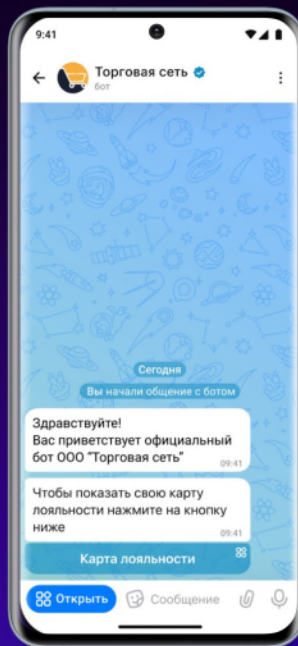 9:41
Торговая сеть
бот
Сегодня
Вы начали общение с ботом
Здравствуйте!
Вас приветствует официальный
бот ООО "Торговая сеть"
09:41
Чтобы показать свою карту
лояльности нажмите на кнопку
ниже
09:41
Карта лояльности
Открыть
Сообщение